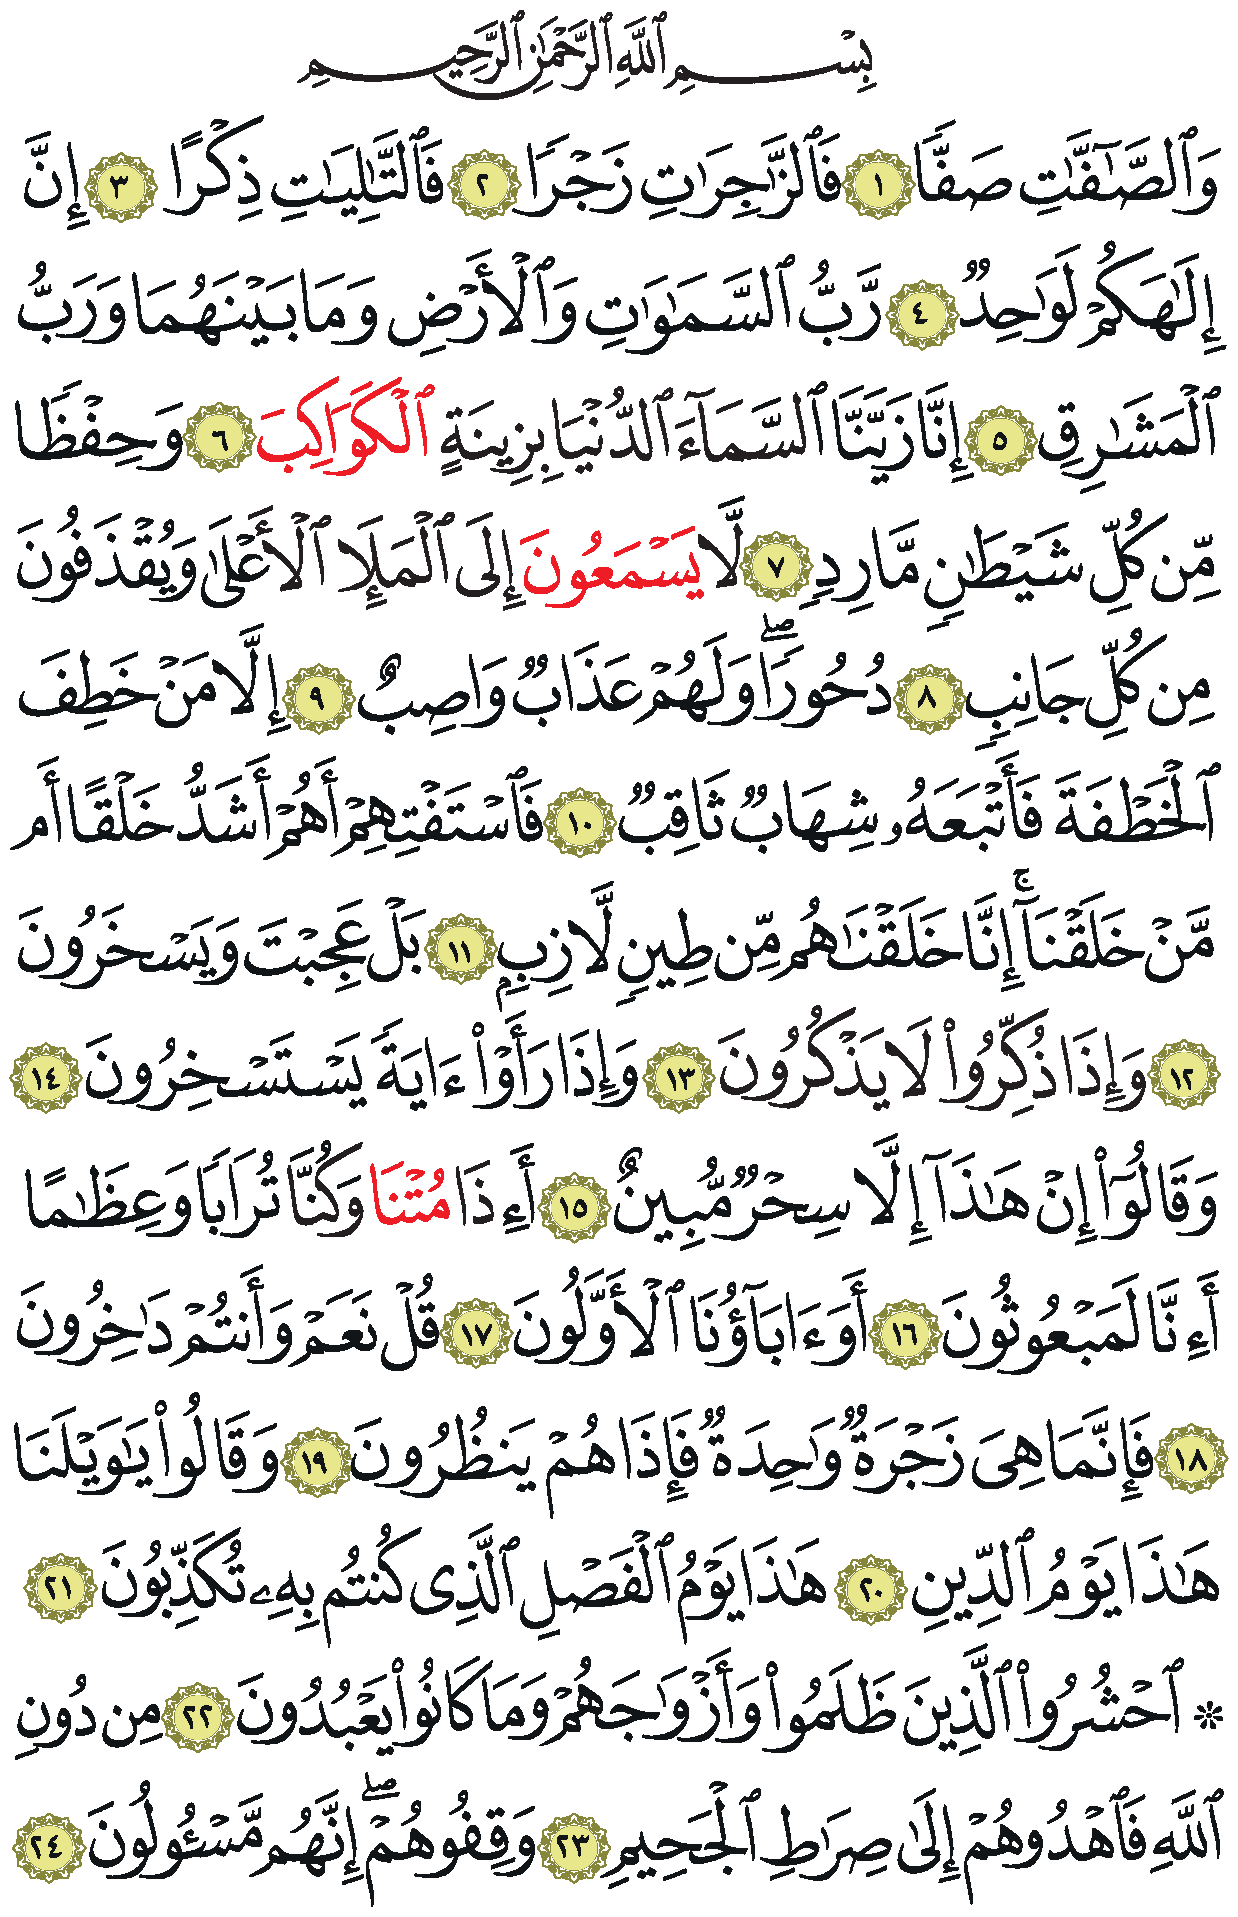 بِسْمِ ٱللَّهِ ٱلرَّحْمَٰنِ ٱلرَّحِيمِ
وَٱلصَّٰٓفَّٰتِ صَفًّا ١ فَٱلزَّٰجِرَٰتِ زَجْرًا ٢ فَٱلتَّٰلِيَٰتِ ذِكْرًا ٣ إِنَّ
إِلَٰهَكُمْ لَوَٰحِدٌ ٤ رَّبُّ ٱلسَّمَٰوَٰتِ وَٱلْأَرْضِ وَمَا بَيْنَهُمَا وَرَبُّ
ٱلْمَشَٰرِقِ ٥ إِنَّا زَيَّنَّا ٱلسَّمَآءَ ٱلدُّنْيَا بِزِينَةٍ ٱلْكَوَاكِبَ ٦ وَحِفْظًا
مِّن كُلِّ شَيْطَٰنٍ مَّارِدٍ ٧ لَّا يَسْمَعُونَ إِلَى ٱلْمَلَإِ ٱلْأَعْلَىٰ وَيُقْذَفُونَ
مِن كُلِّ جَانِبٍ ٨ دُحُورًا ۖ وَلَهُمْ عَذَابٌ وَاصِبٌ ٩ إِلَّا مَنْ خَطِفَ
ٱلْخَطْفَةَ فَأَتْبَعَهُۥ شِهَابٌ ثَاقِبٌ ١٠ فَٱسْتَفْتِهِمْ أَهُمْ أَشَدُّ خَلْقًا أَم
مَّنْ خَلَقْنَآ ۚ إِنَّا خَلَقْنَٰهُم مِّن طِينٍ لَّازِبٍۭ ١١ بَلْ عَجِبْتَ وَيَسْخَرُونَ
١٢ وَإِذَا ذُكِّرُوا۟ لَا يَذْكُرُونَ ١٣ وَإِذَا رَأَوْا۟ ءَايَةً يَسْتَسْخِرُونَ ١٤
وَقَالُوٓا۟ إِنْ هَٰذَآ إِلَّا سِحْرٌ مُّبِينٌ ١٥ أَءِذَا مُتْنَا وَكُنَّا تُرَابًا وَعِظَٰمًا
أَءِنَّا لَمَبْعُوثُونَ ١٦ أَوَءَابَآؤُنَا ٱلْأَوَّلُونَ ١٧ قُلْ نَعَمْ وَأَنتُمْ دَٰخِرُونَ
١٨ فَإِنَّمَا هِىَ زَجْرَةٌ وَٰحِدَةٌ فَإِذَا هُمْ يَنظُرُونَ ١٩ وَقَالُوا۟ يَٰوَيْلَنَا
هَٰذَا يَوْمُ ٱلدِّينِ ٢٠ هَٰذَا يَوْمُ ٱلْفَصْلِ ٱلَّذِى كُنتُم بِهِۦ تُكَذِّبُونَ ٢١
* ٱحْشُرُوا۟ ٱلَّذِينَ ظَلَمُوا۟ وَأَزْوَٰجَهُمْ وَمَا كَانُوا۟ يَعْبُدُونَ ٢٢ مِن دُونِ
ٱللَّهِ فَٱهْدُوهُمْ إِلَىٰ صِرَٰطِ ٱلْجَحِيمِ ٢٣ وَقِفُوهُمْ ۖ إِنَّهُم مَّسْـُٔولُونَ ٢٤